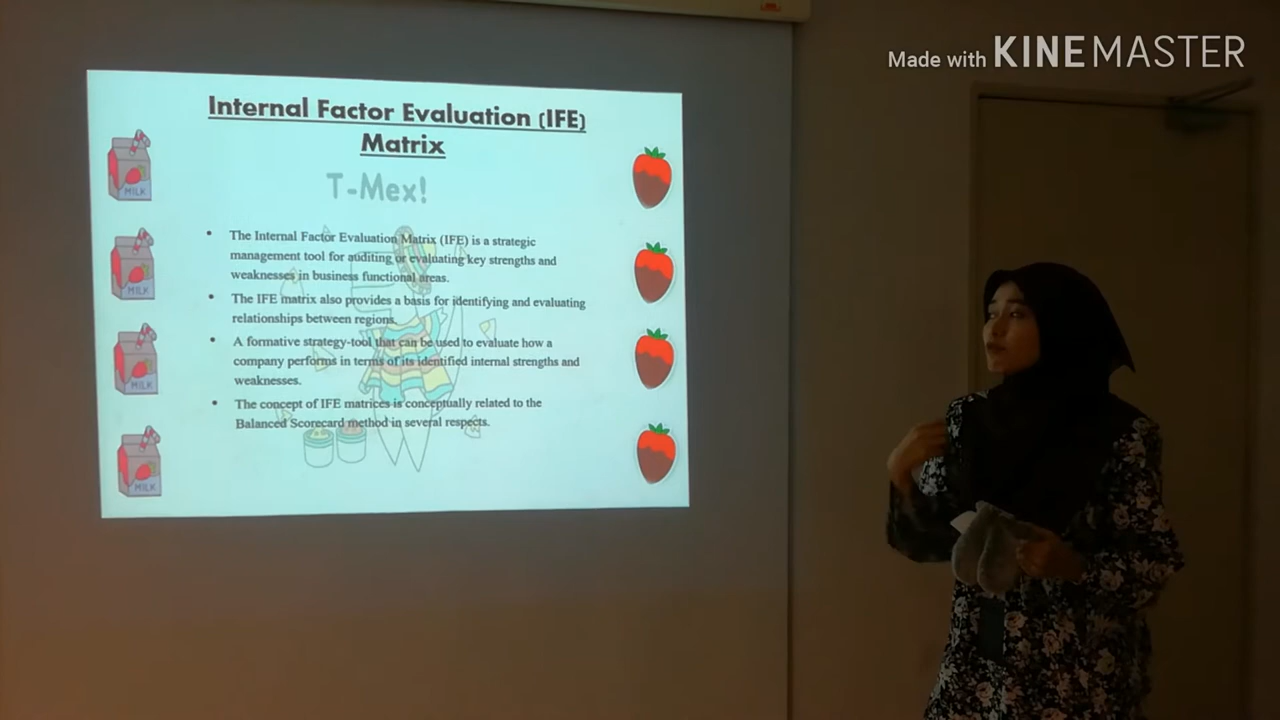 Made with KINEMASTER
Internal Factor Evaluation (IFE)
Matrix
T-Mex!
• The Internal Factor Evaluation Matrix (IFE) is a strategic
management tool for auditing or evaluating key strengths and
weaknesses in business functional areas.
• The IFE matrix also provides a basis for identifying and evaluating
relationships between regions.
• A formative strategy-tool that can be used to evaluate how a
company performs in terms of its identified internal strengths and
weaknesses.
• The concept of IFE matrices is conceptually related to the
Balanced Scorecard method in several respects.
MILK
MILK
MILK
MILK